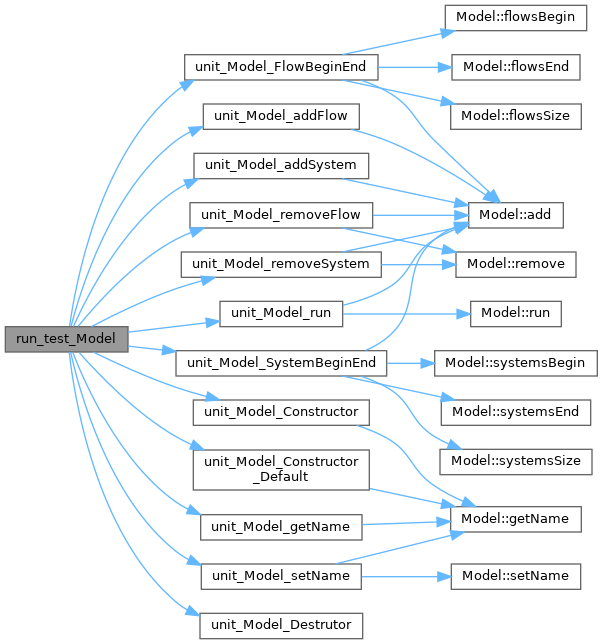 run_test_Model
unit_Model_FlowBeginEnd
unit_Model_addFlow
unit_Model_addSystem
unit_Model_removeFlow
unit_Model_removeSystem
unit_Model_run
unit_Model_SystemBeginEnd
unit_Model_Constructor
unit_Model_Constructor
_Default
unit_Model_getName
unit_Model_setName
unit_Model_Destrutor
Model::flowsBegin
Model::flowsEnd
Model::flowsSize
Model::add
Model::remove
Model::run
Model::systemsBegin
Model::systemsEnd
Model::systemsSize
Model::getName
Model::setName